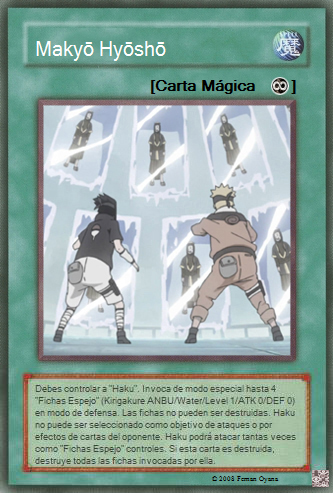 Makyō Hyōshō
魔
[Carta Mágica ]
Debes controlar a "Haku". Invoca de modo especial hasta 4
"Fichas Espejo" (Kirigakure ANBU/Water/Level 1/ATK 0/DEF 0)
en modo de defensa. Las fichas no pueden ser destruidas. Haku
no puede ser seleccionado como objetivo de ataques o por
efectos de cartas del oponente. Haku podrá atacar tantas veces
como "Fichas Espejo" controles. Si esta carta es destruida,
destruye todas las fichas invocadas por ella.
©2008 Ferran Oyana